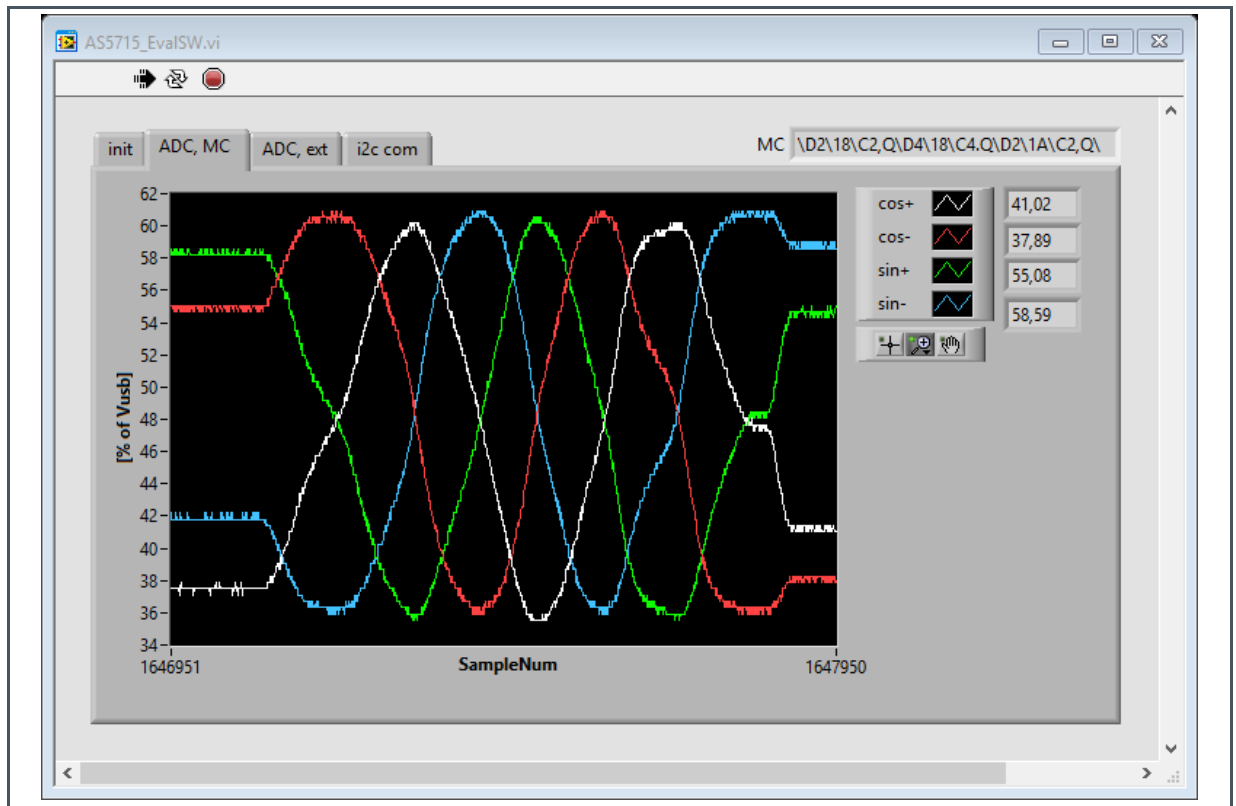 AS5715_EvalSW.vi
init
ADC, MC
ADC, ext
i2c com
MC
\D2\18\C2,Q\D4\18\C4.Q\D2\1A\C2,Q\
62
60
58
56
54
52
50
48
46
44
42
40
38
36
34
[% of Vusb]
1646951
SampleNum
1647950
cos+
41,02
cos-
37,89
sin+
55,08
sin-
58,59